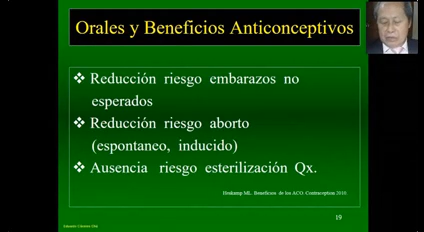 Orales y Beneficios Anticonceptivos
❖ Reducción riesgo embarazos no
esperados
❖ Reducción riesgo aborto
(espontaneo, inducido)
❖ Ausencia riesgo esterilización Qx.
ML. Beneficios de los ACO. Contraception 2010.
19